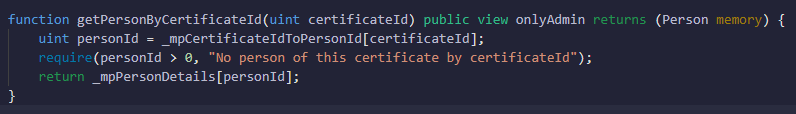 function getPersonByCertificateId(uint certificateId) public view onlyAdmin returns (Person memory) {
    uint personId = _mpCertificateIdToPersonId[certificateId];
    require(personId > 0, "No person of this certificate by certificateId");
    return _mpPersonDetails[personId];
}